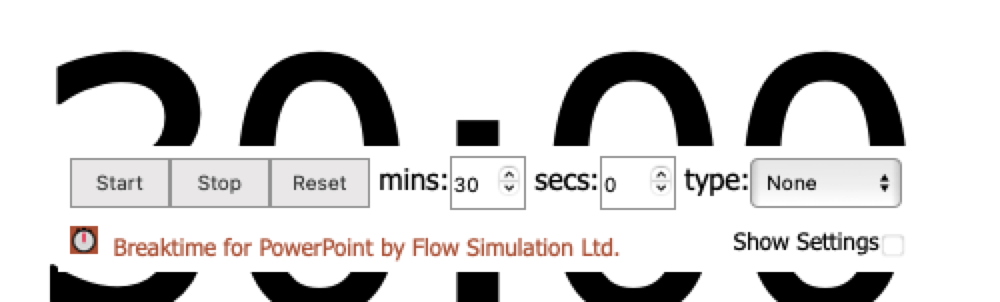 30:00
Start Stop Reset mins: 30 secs: 0 type: None
Breaktime for PowerPoint by Flow Simulation Ltd. Show Settings